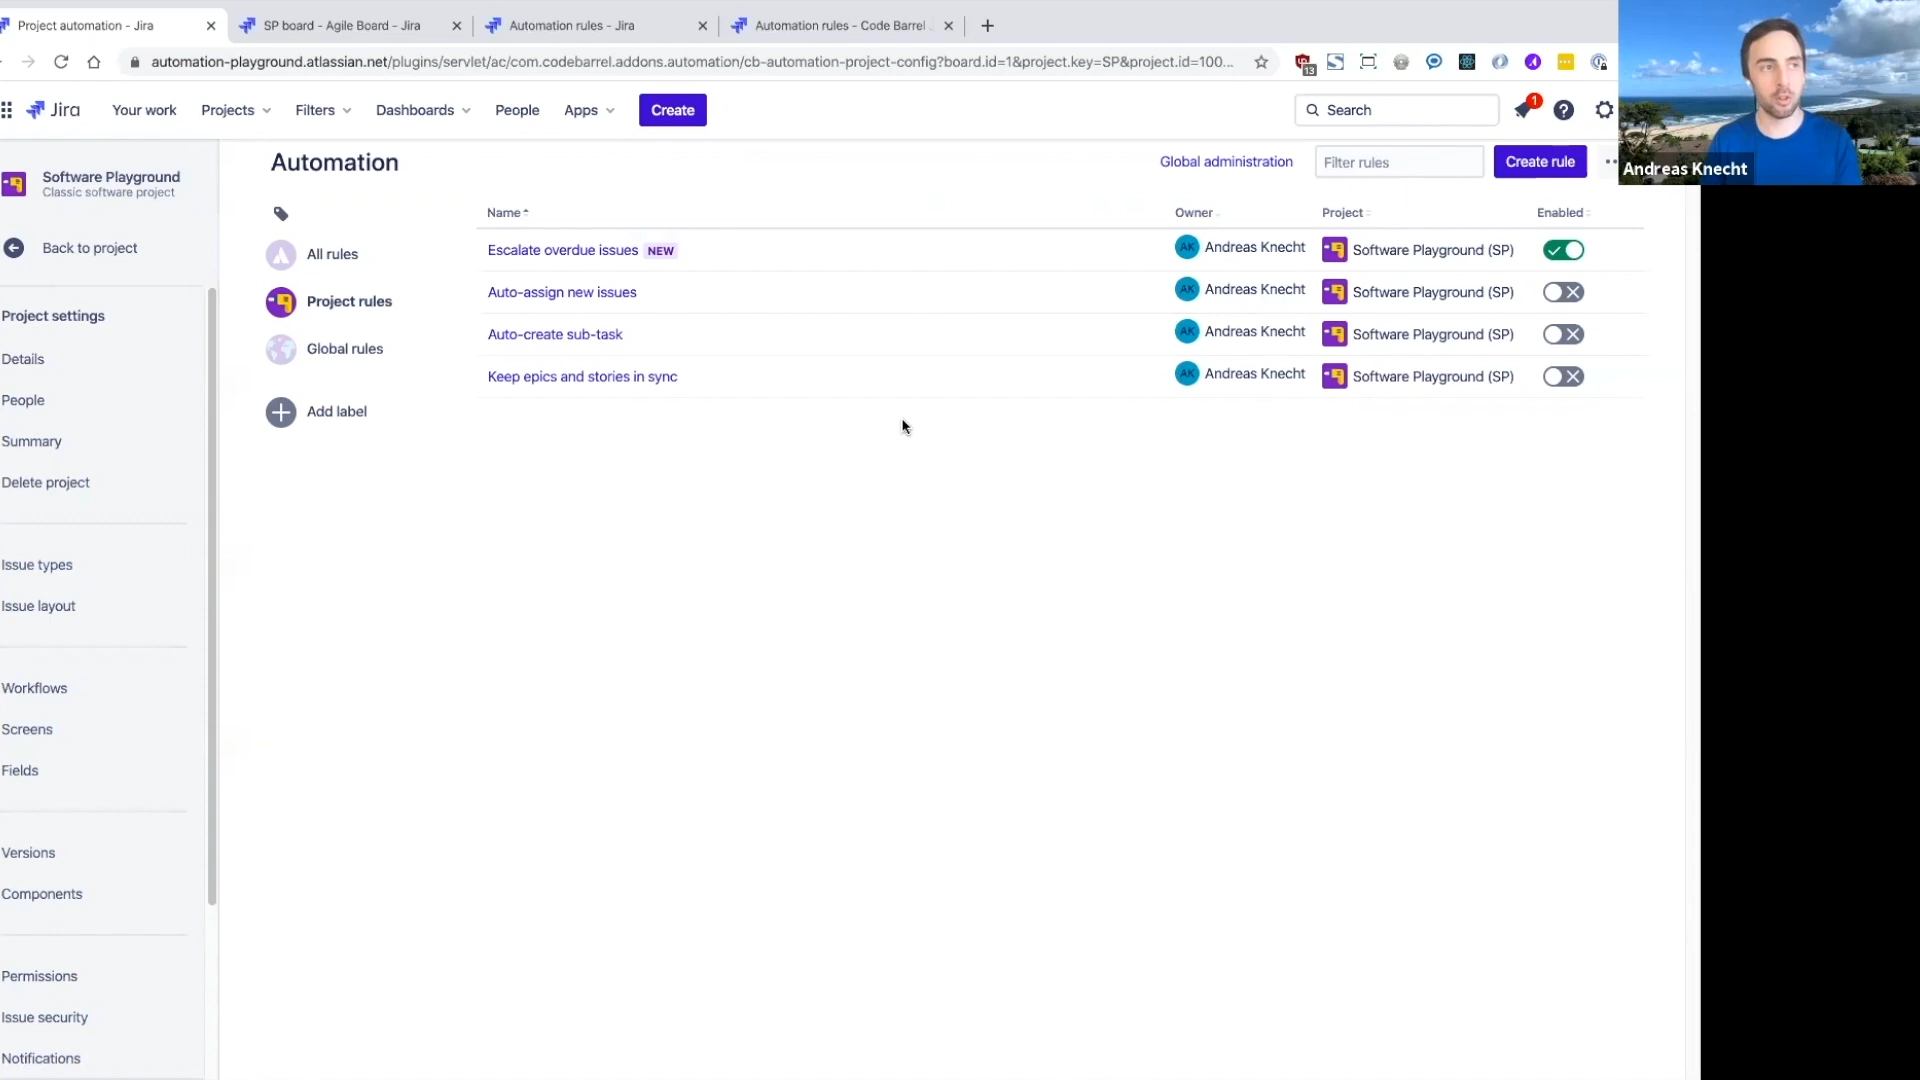 Project automation - Jira
SP board - Agile Board - Jira
Automation rules - Jira
Automation rules - Code Barrel
automation-playground.atlassian.net/plugins/servlet/ac/com.codebarrel.addons.automation/cb-automation-project-config?board.id=1&project.key=SP&project.id=100...
13
Jira
Your work
Projects
Filters
Dashboards
People
Apps
Create
Search
1
Andreas Knecht
Software Playground
Classic software project
Back to project
Project settings
Details
People
Summary
Delete project
Issue types
Issue layout
Workflows
Screens
Fields
Versions
Components
Permissions
Issue security
Notifications
Automation
Global administration
Filter rules
Create rule
All rules
Project rules
Global rules
Add label
Name Owner Project Enabled
Escalate overdue issues NEW AK Andreas Knecht Software Playground (SP)
Auto-assign new issues AK Andreas Knecht Software Playground (SP)
Auto-create sub-task AK Andreas Knecht Software Playground (SP)
Keep epics and stories in sync AK Andreas Knecht Software Playground (SP)